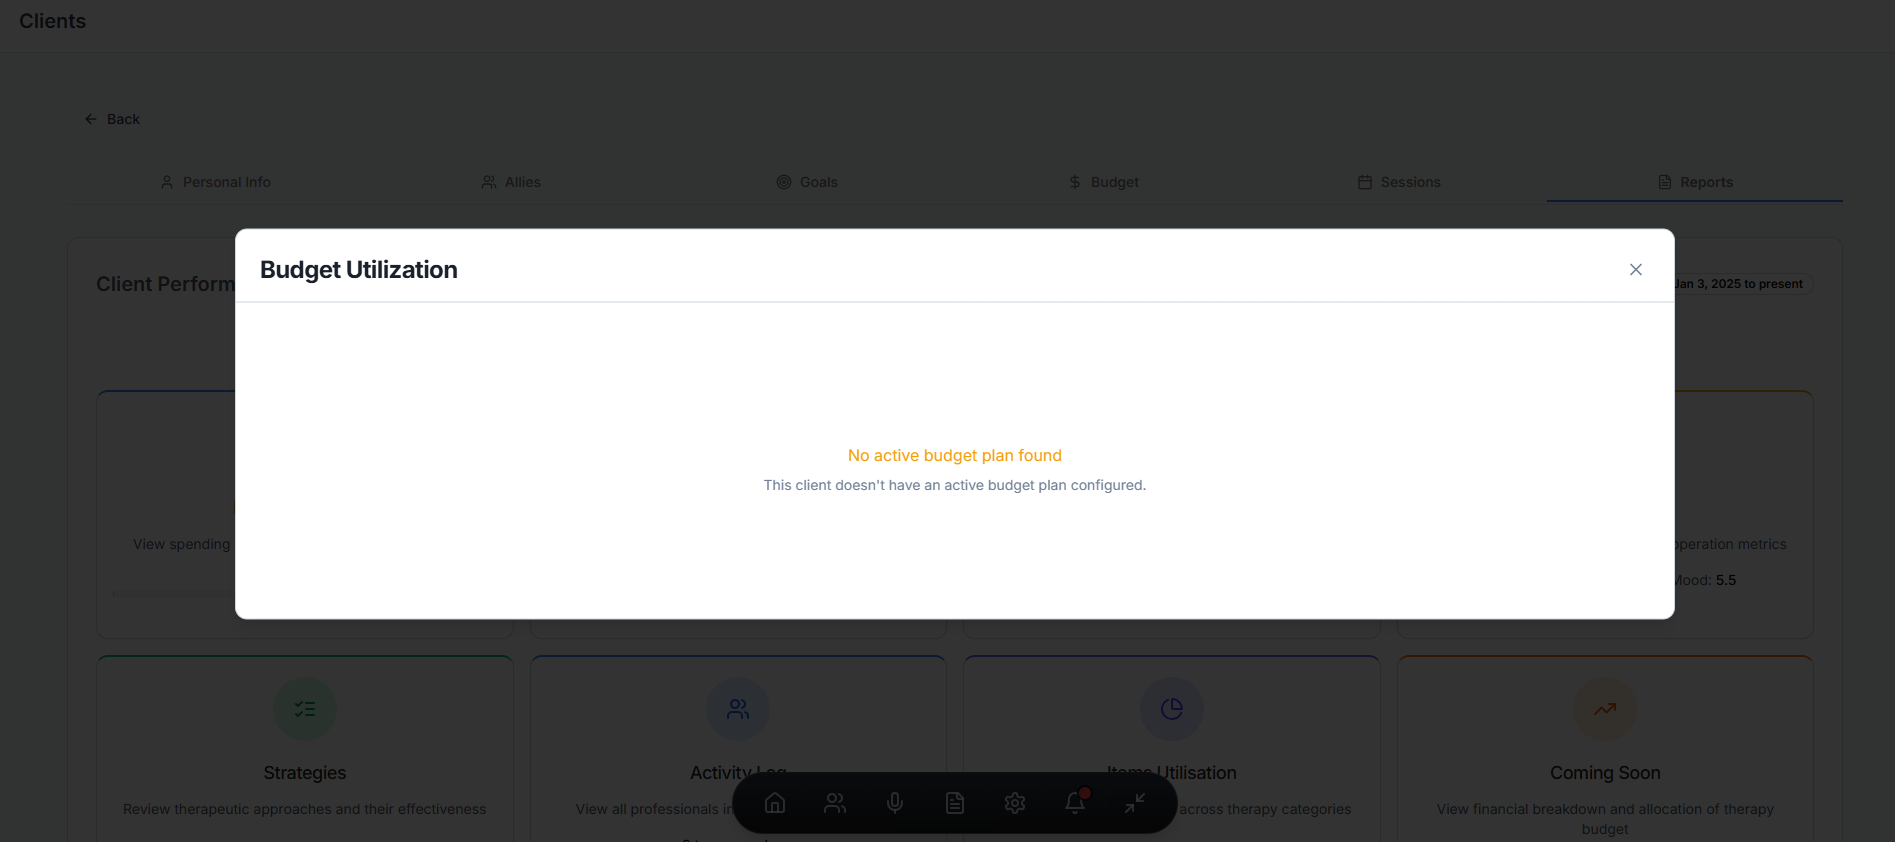 Clients
Back
Personal Info
Allies
Goals
Budget
Sessions
Reports
Client Perform
Jan 3, 2025 to present
Budget Utilization
No active budget plan found
This client doesn't have an active budget plan configured.
View spending
operation metrics
Mood: 5.5
Strategies
Review therapeutic approaches and their effectiveness
Activity Log
View all professionals in
Items Utilisation
across therapy categories
Coming Soon
View financial breakdown and allocation of therapy
budget